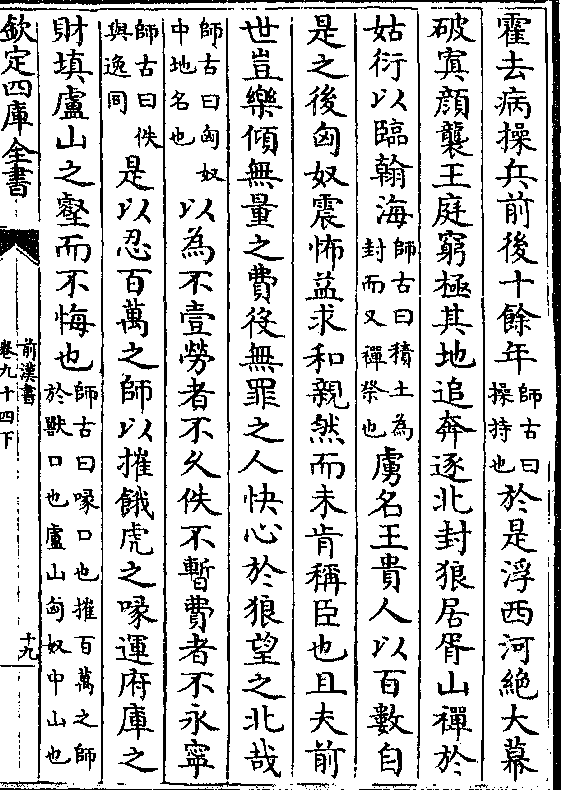 霍去病操兵前後十餘年師古曰操持也於是浮西河絶大幕
破寘顔襲王庭窮極其地追奔逐北封狼居胥山禪於
姑衍以臨翰海師古曰積土為封而又禪祭也虜名王貴人以百數自
是之後匈奴震怖益求和親然而未肯稱臣也且夫前
世豈樂傾無量之費役無罪之人快心於狼望之北哉
師古曰匈奴中地名也以為不壹勞者不久佚不暫費者不永寧
師古曰佚與逸同是以忍百萬之師以摧餓虎之喙運府庫之
財填盧山之壑而不悔也師古曰喙口也摧百萬之師於獸口也盧山匈奴中山也
欽定四庫全書
前漢書
卷九十四下
十九